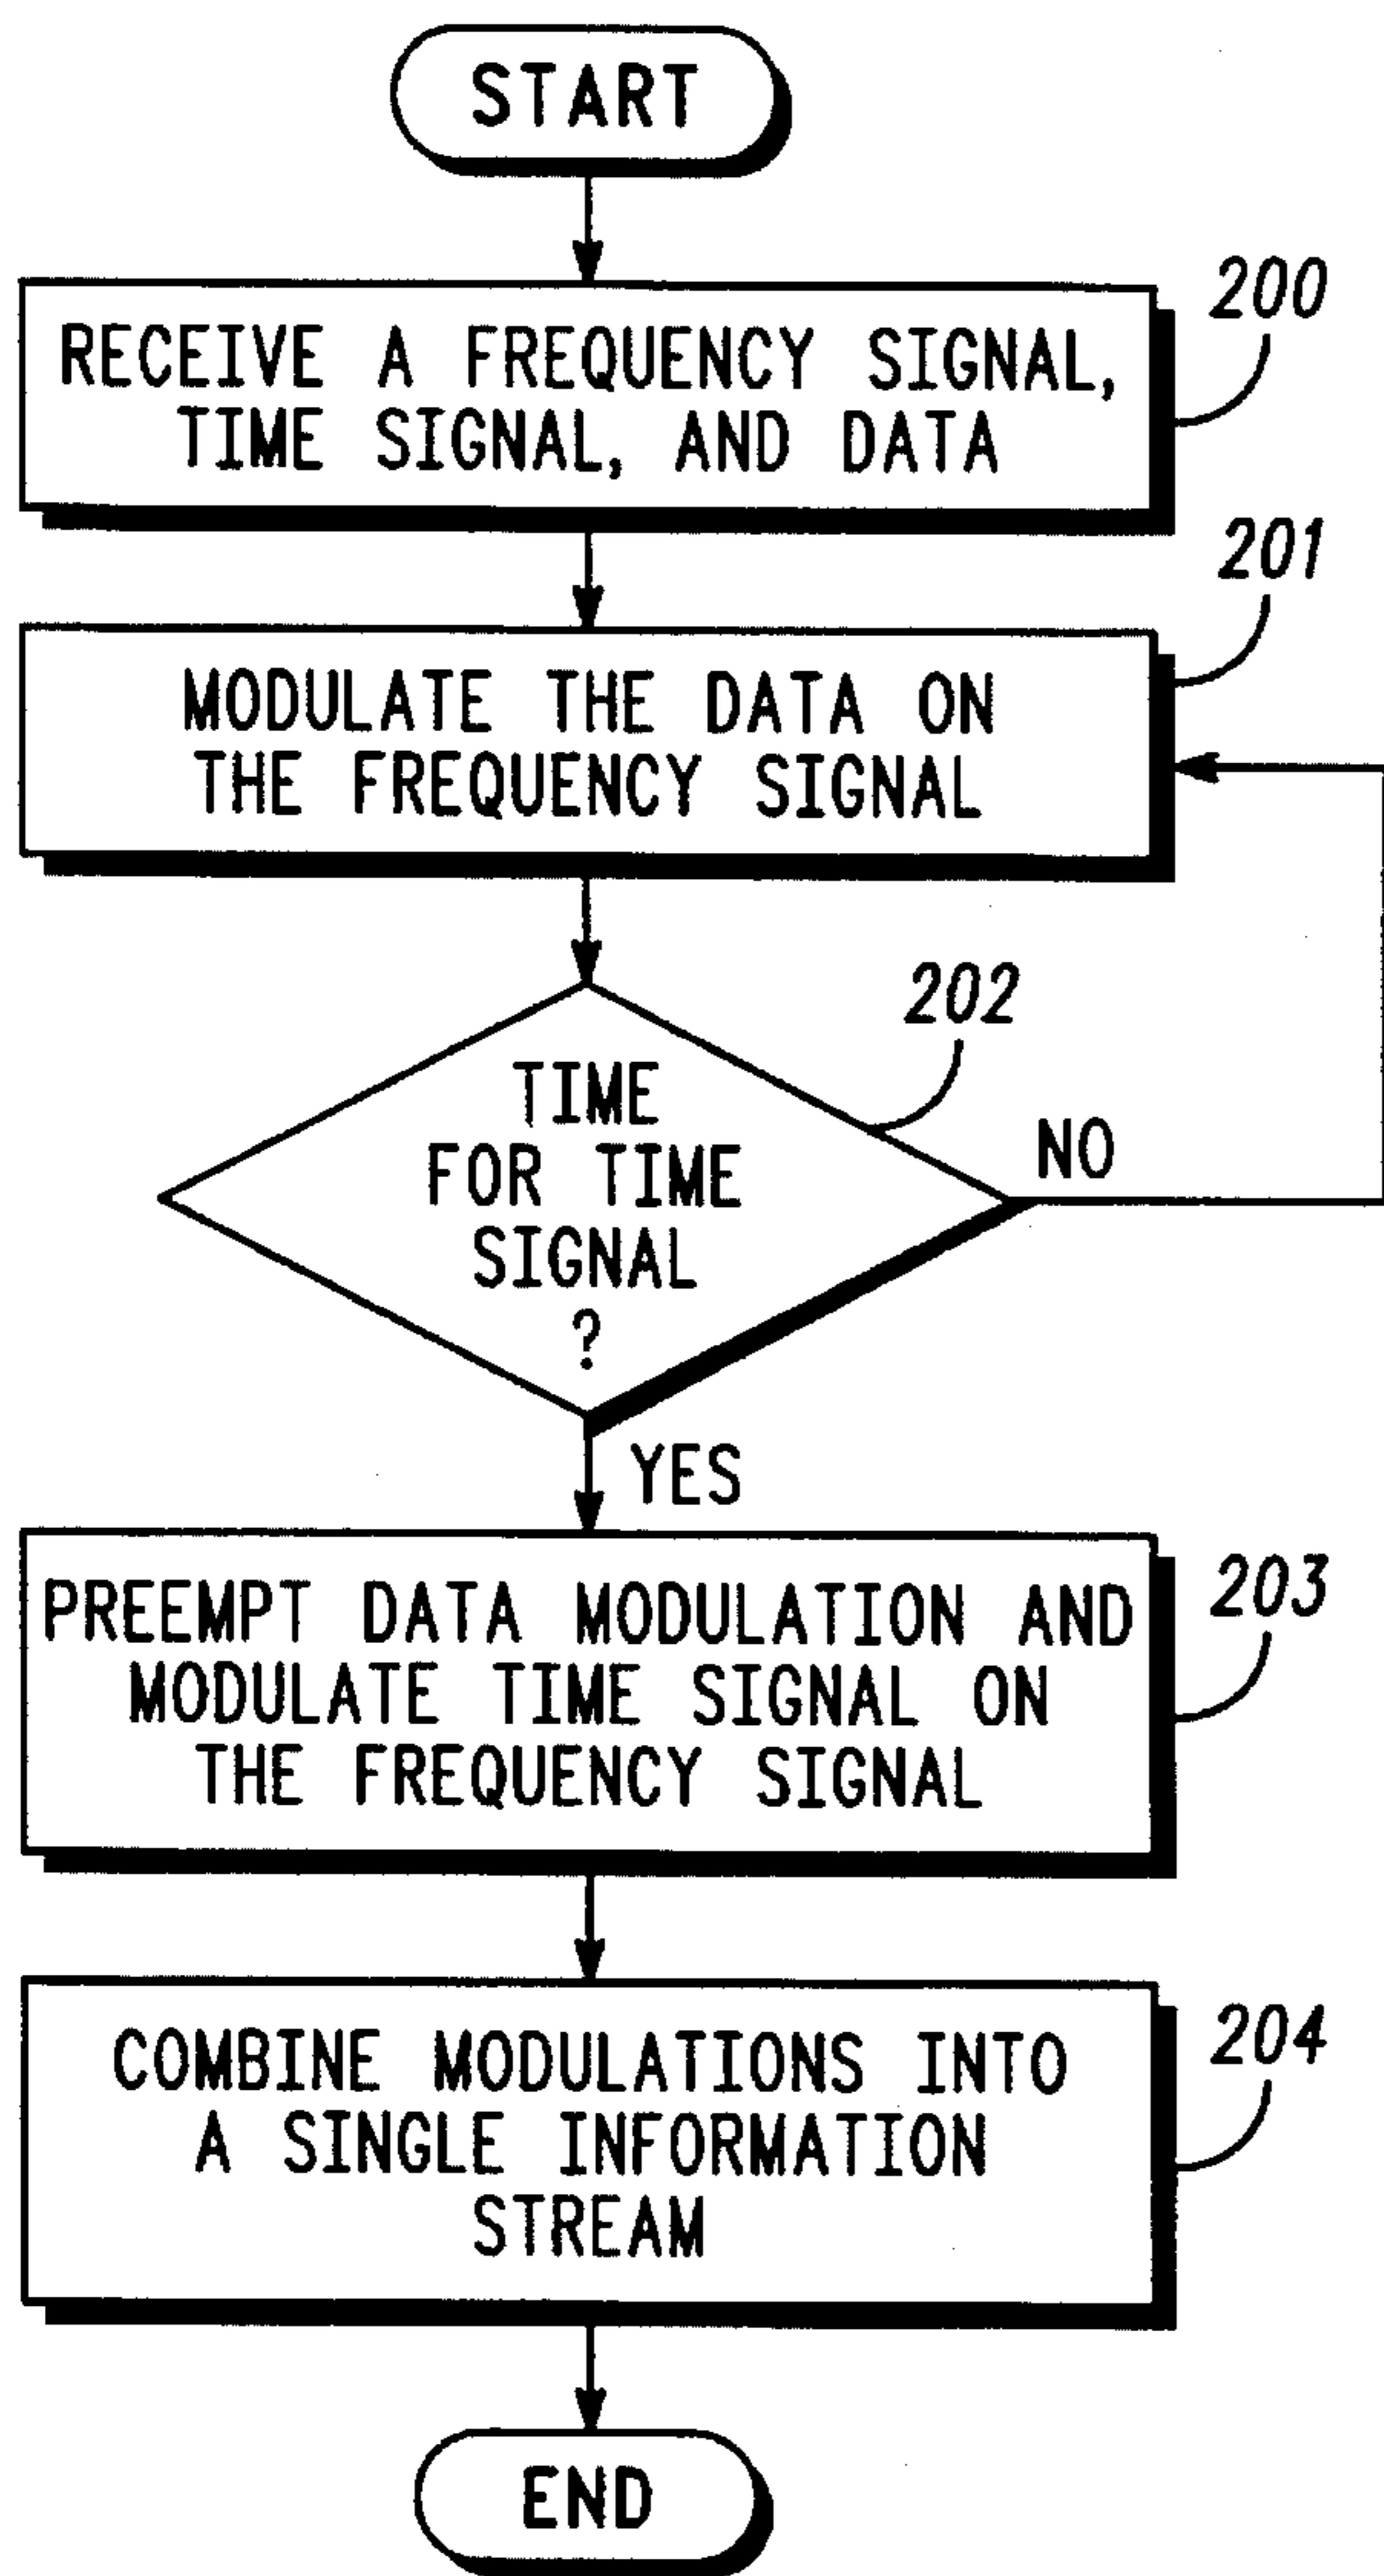 START
200
RECEIVE A FREQUENCY SIGNAL,
TIME SIGNAL, AND DATA
201
MODULATE THE DATA ON
THE FREQUENCY SIGNAL
202
TIME
FOR TIME
SIGNAL
?
NO
YES
203
PREEMPT DATA MODULATION AND
MODULATE TIME SIGNAL ON
THE FREQUENCY SIGNAL
204
COMBINE MODULATIONS INTO
A SINGLE INFORMATION
STREAM
END